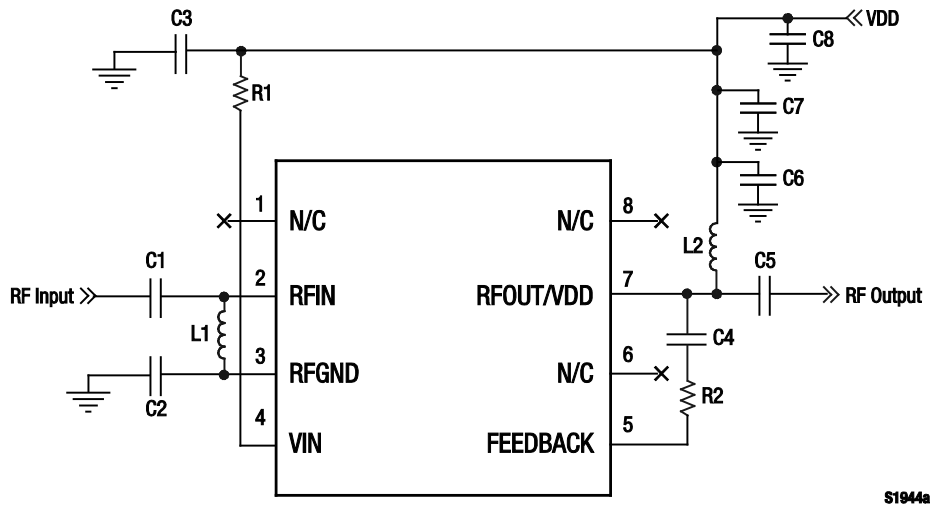 C3
VDD
C8
R1
C7
C6
1 N/C
N/C 8
L2
C1
C5
RF Input
2 RFIN
RFOUT/VDD 7
RF Output
L1
C4
3 RFGND
N/C 6
C2
R2
4 VIN
FEEDBACK 5
S1944a